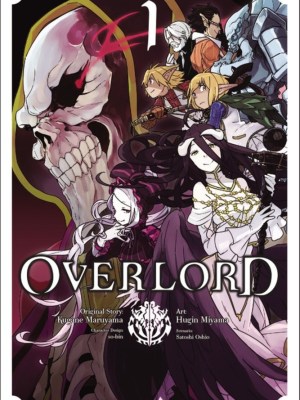 1
OVERLORD
Original Story:
Kugane Maruyama
Character Design
so-bin
Art
Hugin Miyama
Scenario
Satoshi Oshio